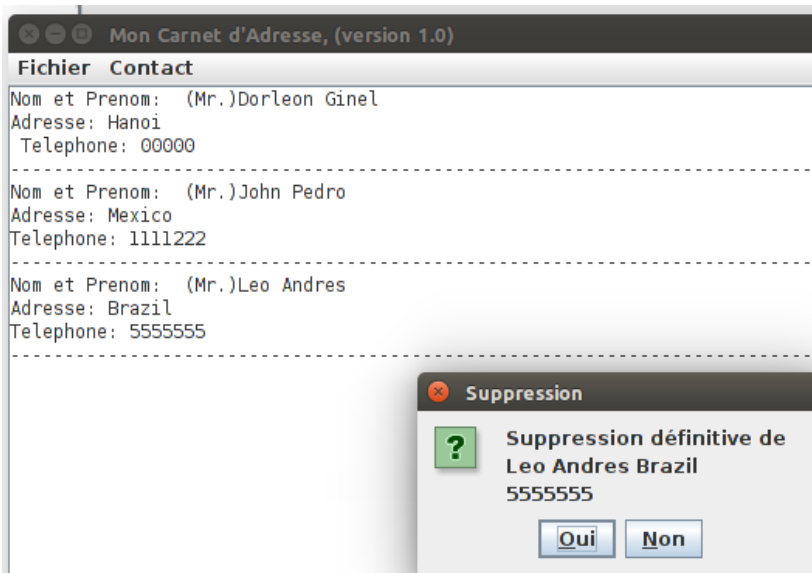 Mon Carnet d'Adresse, (version 1.0)
Fichier Contact
Nom et Prenom: (Mr.)Dorleon Ginel
Adresse: Hanoi
Telephone: 00000
Nom et Prenom: (Mr.)John Pedro
Adresse: Mexico
Telephone: 1111222
Nom et Prenom: (Mr.)Leo Andres
Adresse: Brazil
Telephone: 5555555
Suppression
Suppression définitive de
Leo Andres Brazil
5555555
Oui Non